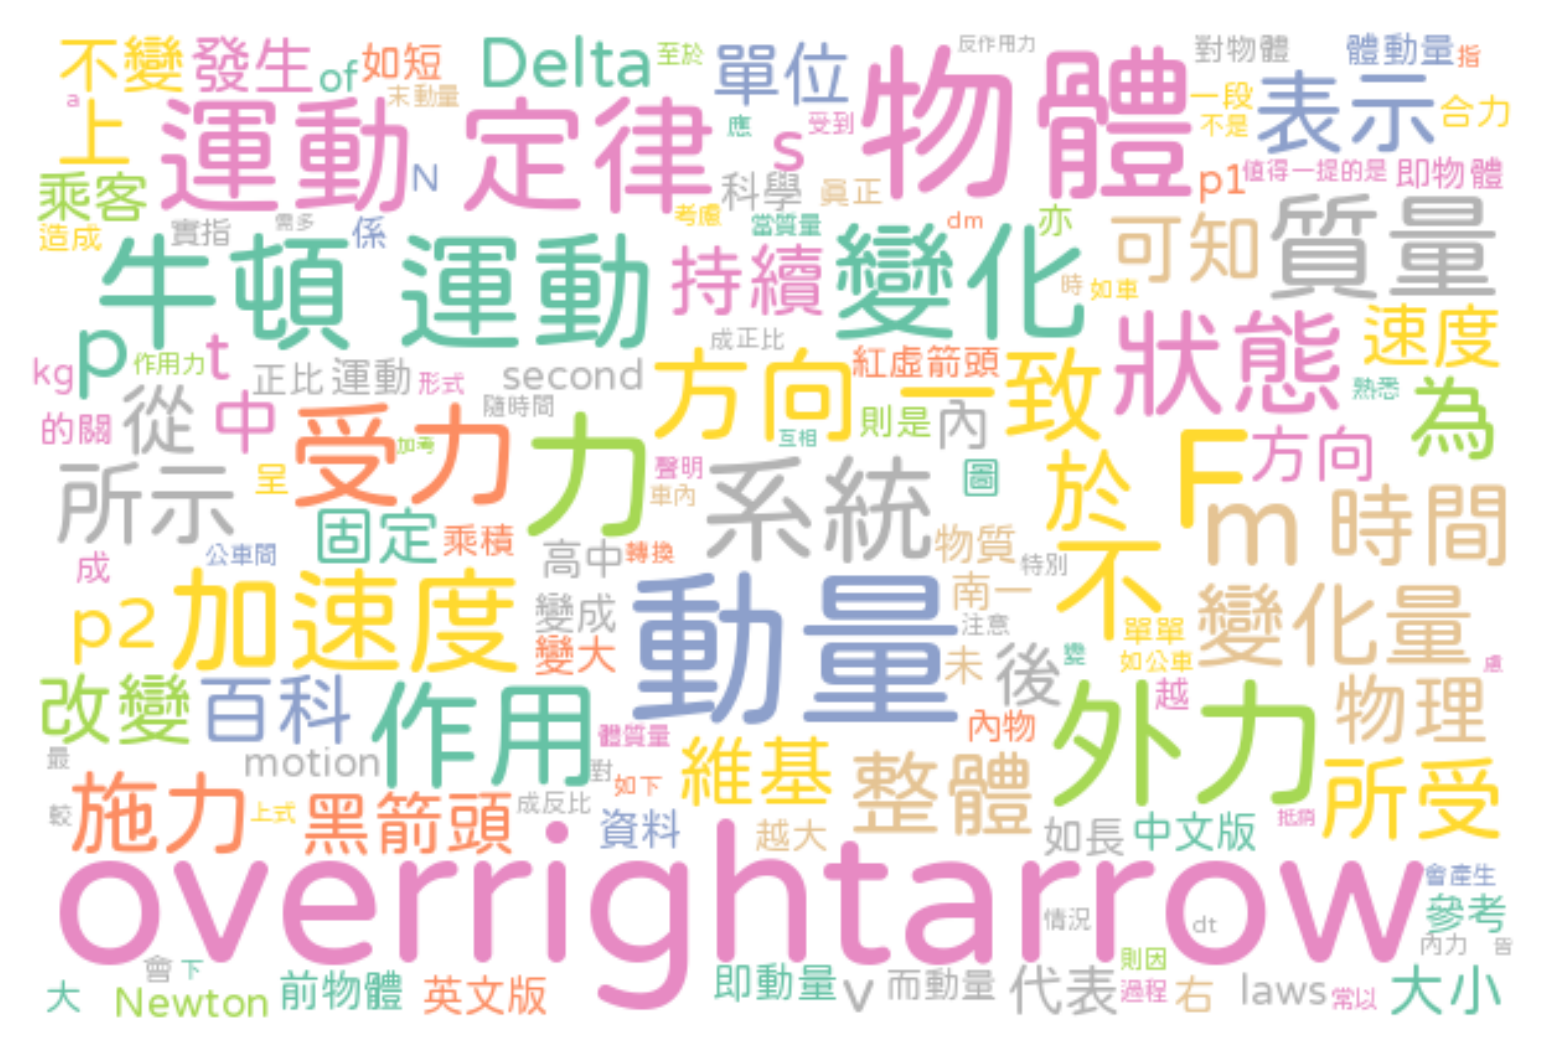 不變 發生 of 如短 Delta 至於 單位 反作用力 對物體 體動量 指
a 末動量 物體 一段 表示 合力
上 運動 定律 應 s 受到 不是
乘客 N 科學 真正 p1 值得一提的是 即物體
造成 實指 需多 係 考慮 當質量 dm 亦 可知 質量
牛頓 運動 持續 變化 時 如車 速度
p 作用力 t 成正比 狀態
kg 正比 運動 形式 second 方向 紅虛箭頭 一致 熟悉
的關 從 中 隨時間 則是 內 為
受力 加考 力 互相 F 方向
所示 呈 聲明 系統 圖 於 m 時間
固定 乘積 車內 物質
成 公車間 高中 轉換 特別 不
p2 加速度 變成 動量 南一 注意 單單 變化量
變大 未 後 變 如公車 慮
改變 百科 作用 體質量 內物 越 外力 物理
最 motion 對 如下 維基 整體 所受
較 施力 上式 黑箭頭 成反比 資料 越大 如長 中文版 抵銷
overrightarrow 會產生
情況 dt 參考
會 下 則因 內力 皆
大 Newton 前物體 英文版 即動量 v 而動量 代表 過程 右 laws 常以 大小